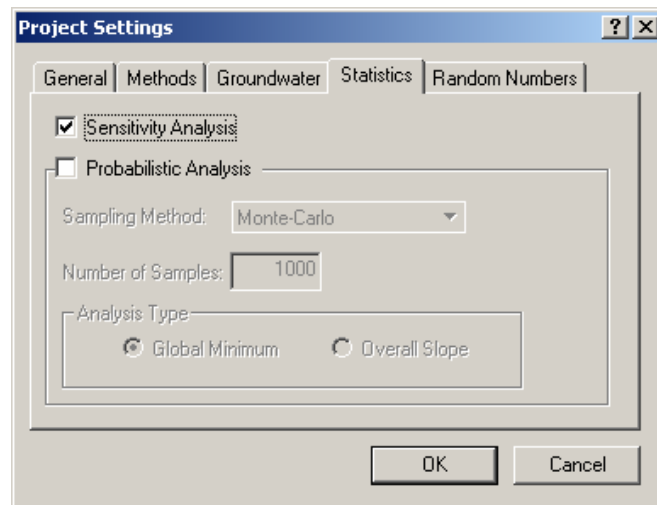 Project Settings
General Methods Groundwater Statistics Random Numbers
Sensitivity Analysis
Probabilistic Analysis
Sampling Method: Monte-Carlo
Number of Samples: 1000
Analysis Type
Global Minimum Overall Slope
OK Cancel